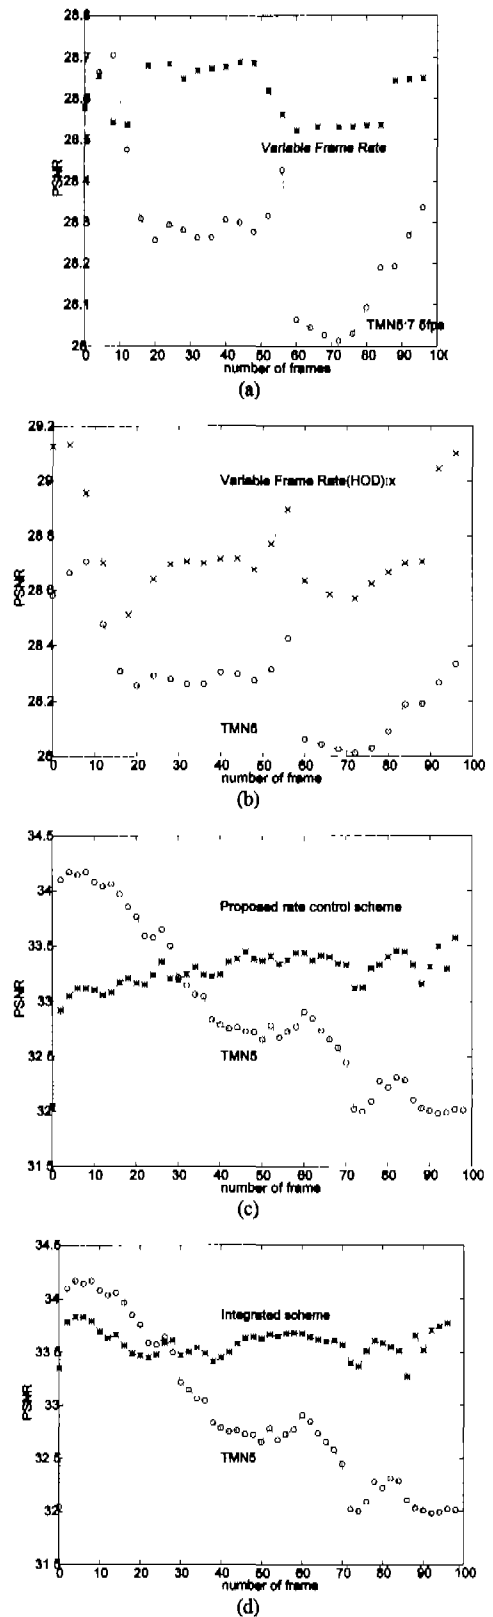 28.8
28.7
28.6
28.5
28.4
28.3
28.2
28.1
28
PSNR
Variable Frame Rate
TMN5:7.5fps
0 10 20 30 40 50 60 70 80 90 100
number of frames
(a)
29.2
29
28.8
28.6
28.4
28.2
28
PSNR
Variable Frame Rate(HOD):x
TMN5
0 10 20 30 40 50 60 70 80 90 100
number of frame
(b)
34.5
34
33.5
33
32.5
32
31.5
PSNR
Proposed rate control scheme
TMN5
0 10 20 30 40 50 60 70 80 90 100
number of frame
(c)
34.5
34
33.5
33
32.5
32
31.5
PSNR
Integrated scheme
TMN5
0 10 20 30 40 50 60 70 80 90 100
number of frame
(d)